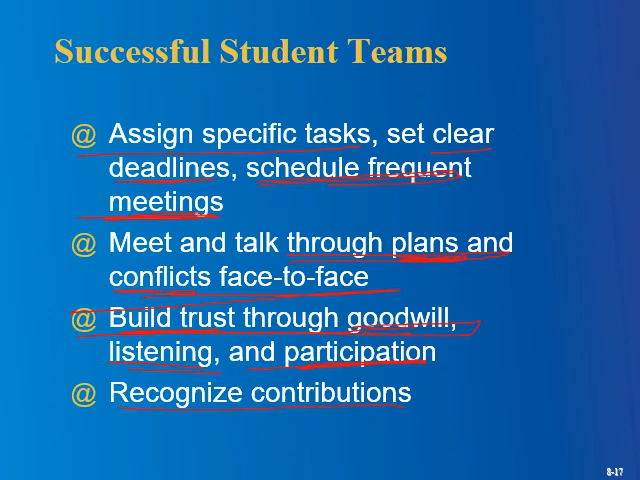 Successful Student Teams
@ Assign specific tasks, set clear
deadlines, schedule frequent
meetings
@ Meet and talk through plans and
conflicts face-to-face
@ Build trust through goodwill,
listening, and participation
@ Recognize contributions
8-17